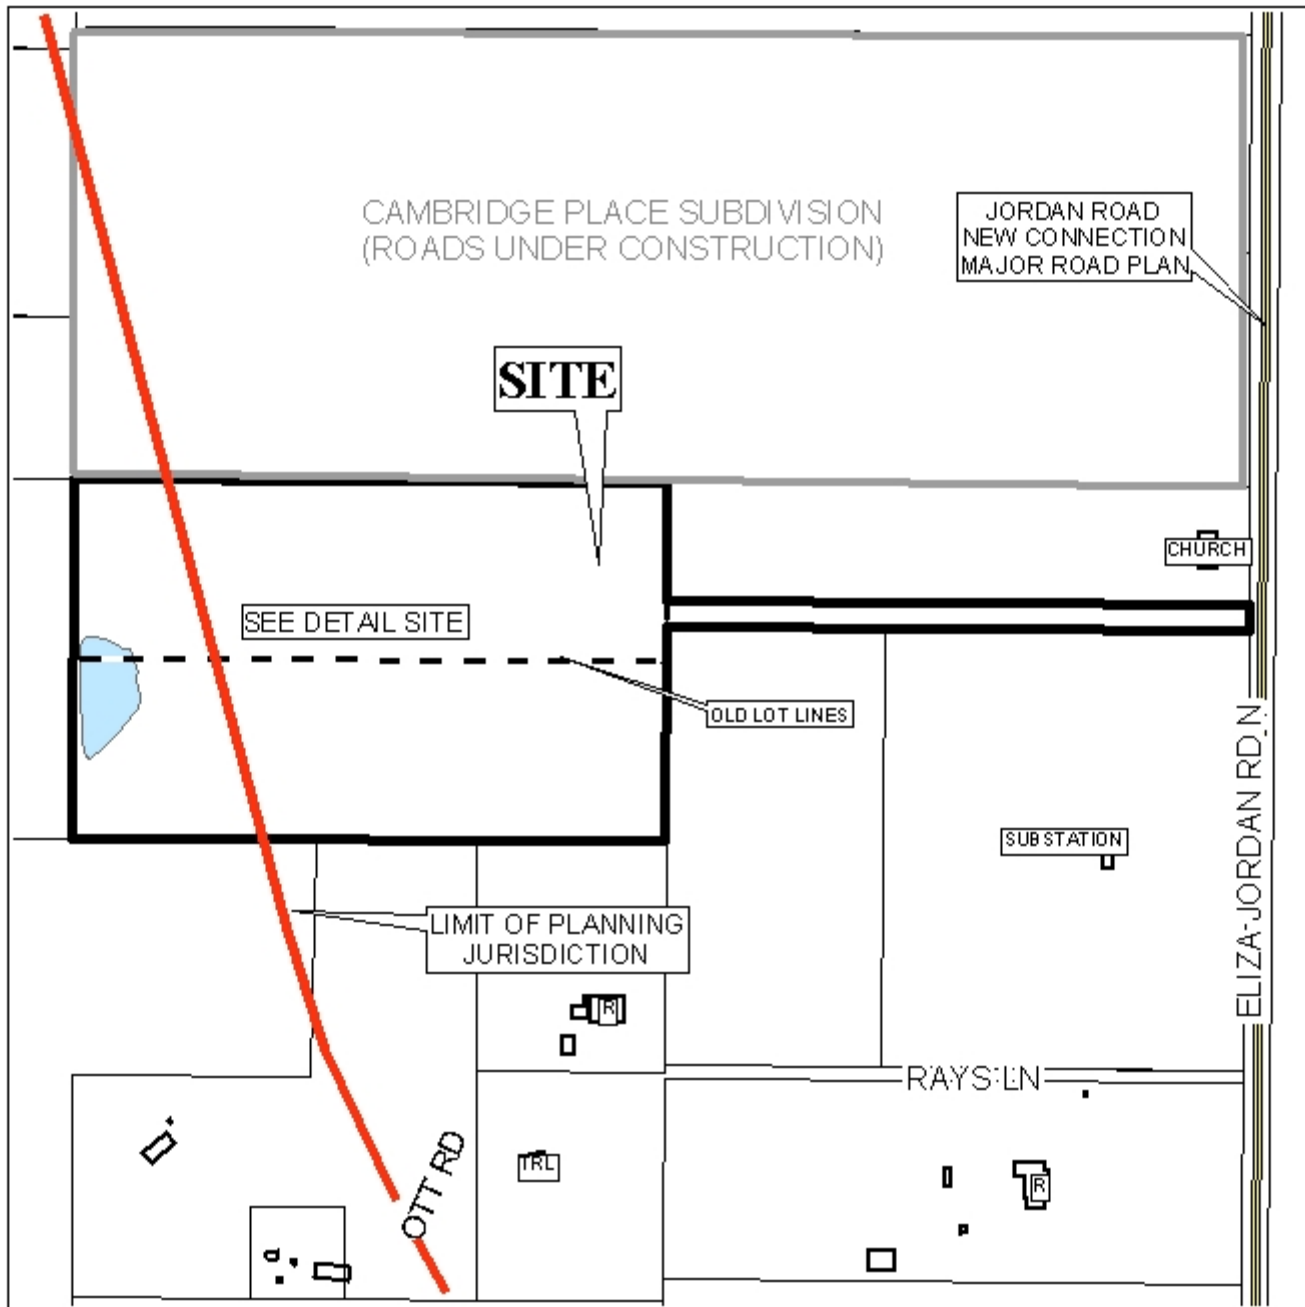 CAMBRIDGE PLACE SUBDIVISION
(ROADS UNDER CONSTRUCTION)
JORDAN ROAD
NEW CONNECTION
MAJOR ROAD PLAN
SITE
CHURCH
SEE DETAIL SITE
OLD LOT LINES
SUBSTATION
ELIZA-JORDAN RD N
LIMIT OF PLANNING
JURISDICTION
R
RAYS LN
OTT RD
TRL
R